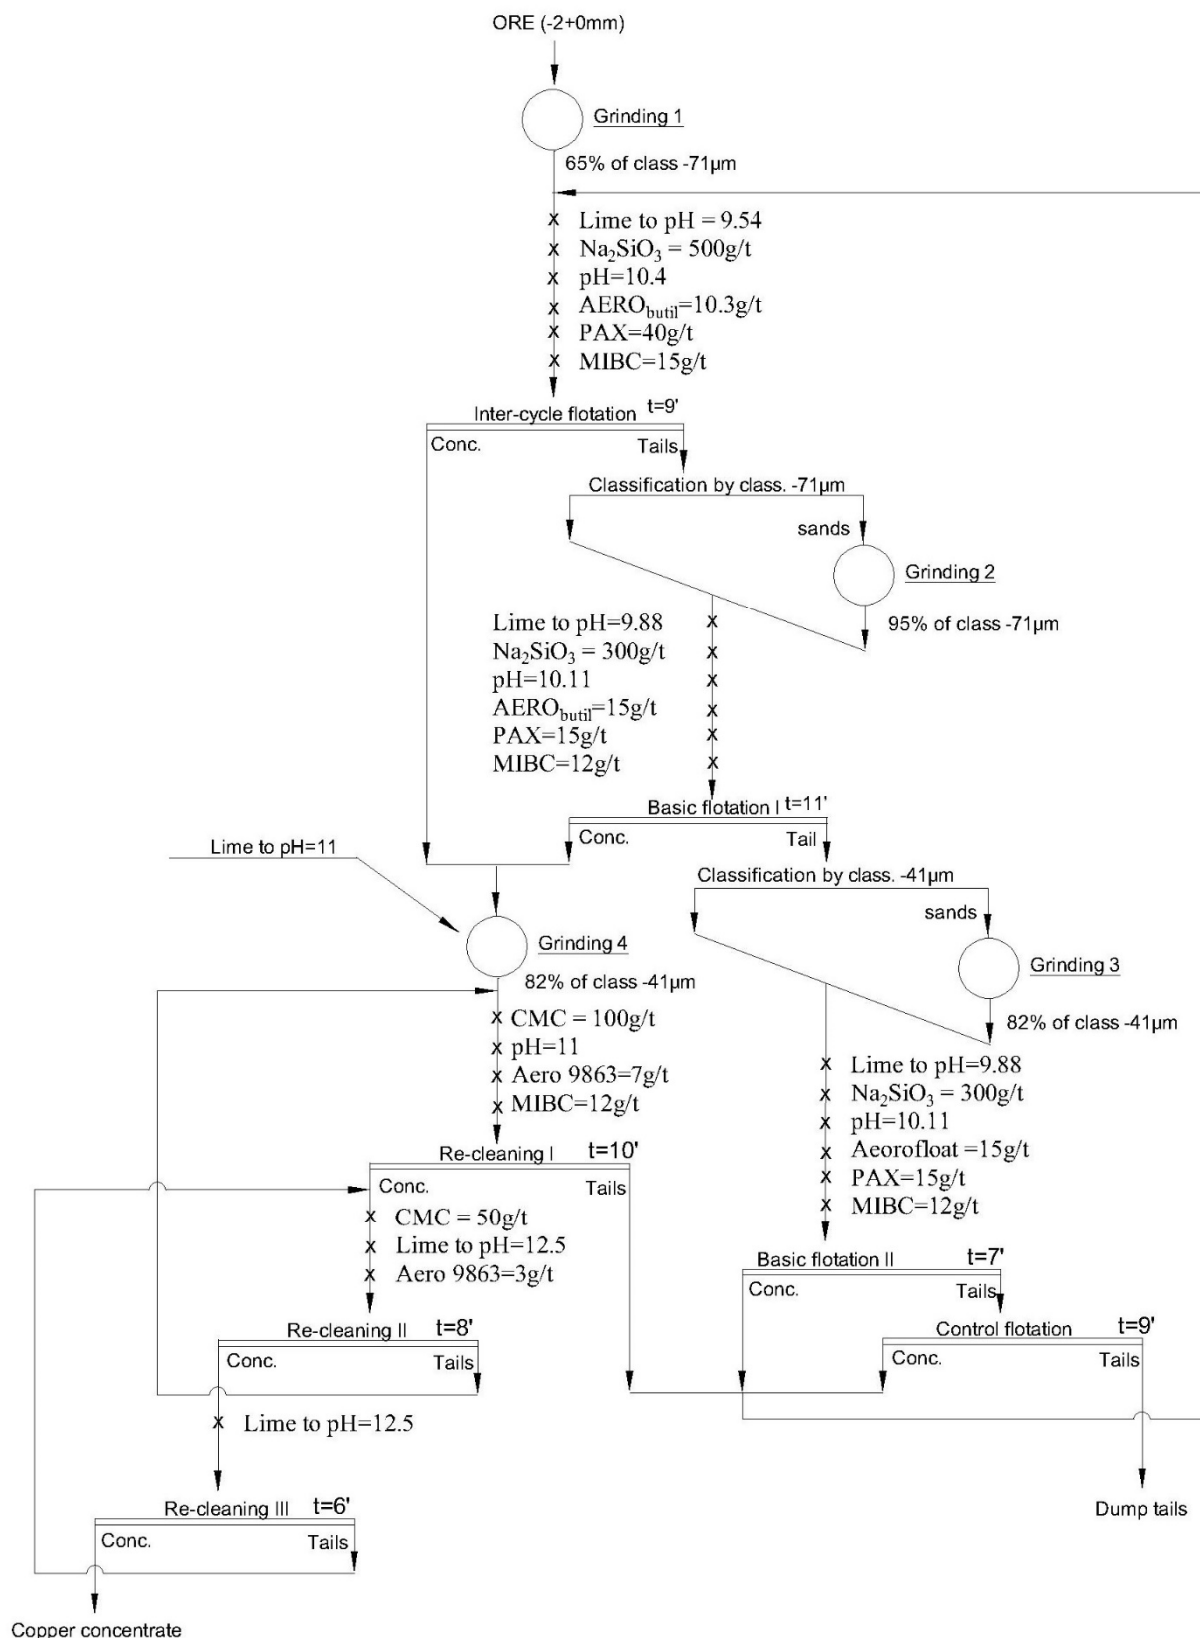 ORE (-2+0mm)
Grinding 1
65% of class -71μm
Lime to pH = 9.54
Na₂SiO₃ = 500g/t
pH=10.4
AERObutil=10.3g/t
PAX=40g/t
MIBC=15g/t
Inter-cycle flotation t=9'
Conc. Tails
Classification by class. -71μm
sands
Grinding 2
95% of class -71μm
Lime to pH=9.88
Na₂SiO₃ = 300g/t
pH=10.11
AERObutil=15g/t
PAX=15g/t
MIBC=12g/t
Basic flotation I t=11'
Conc. Tail
Lime to pH=11
Classification by class. -41μm
sands
Grinding 4
Grinding 3
82% of class -41μm
82% of class -41μm
CMC = 100g/t
pH=11
Aero 9863=7g/t
MIBC=12g/t
Lime to pH=9.88
Na₂SiO₃ = 300g/t
pH=10.11
Aeorofloat =15g/t
PAX=15g/t
MIBC=12g/t
Re-cleaning I t=10'
Conc. Tails
CMC = 50g/t
Lime to pH=12.5
Aero 9863=3g/t
Basic flotation II t=7'
Conc. Tails
Re-cleaning II t=8'
Conc. Tails
Control flotation t=9'
Conc. Tails
Lime to pH=12.5
Re-cleaning III t=6'
Conc. Tails
Dump tails
Copper concentrate